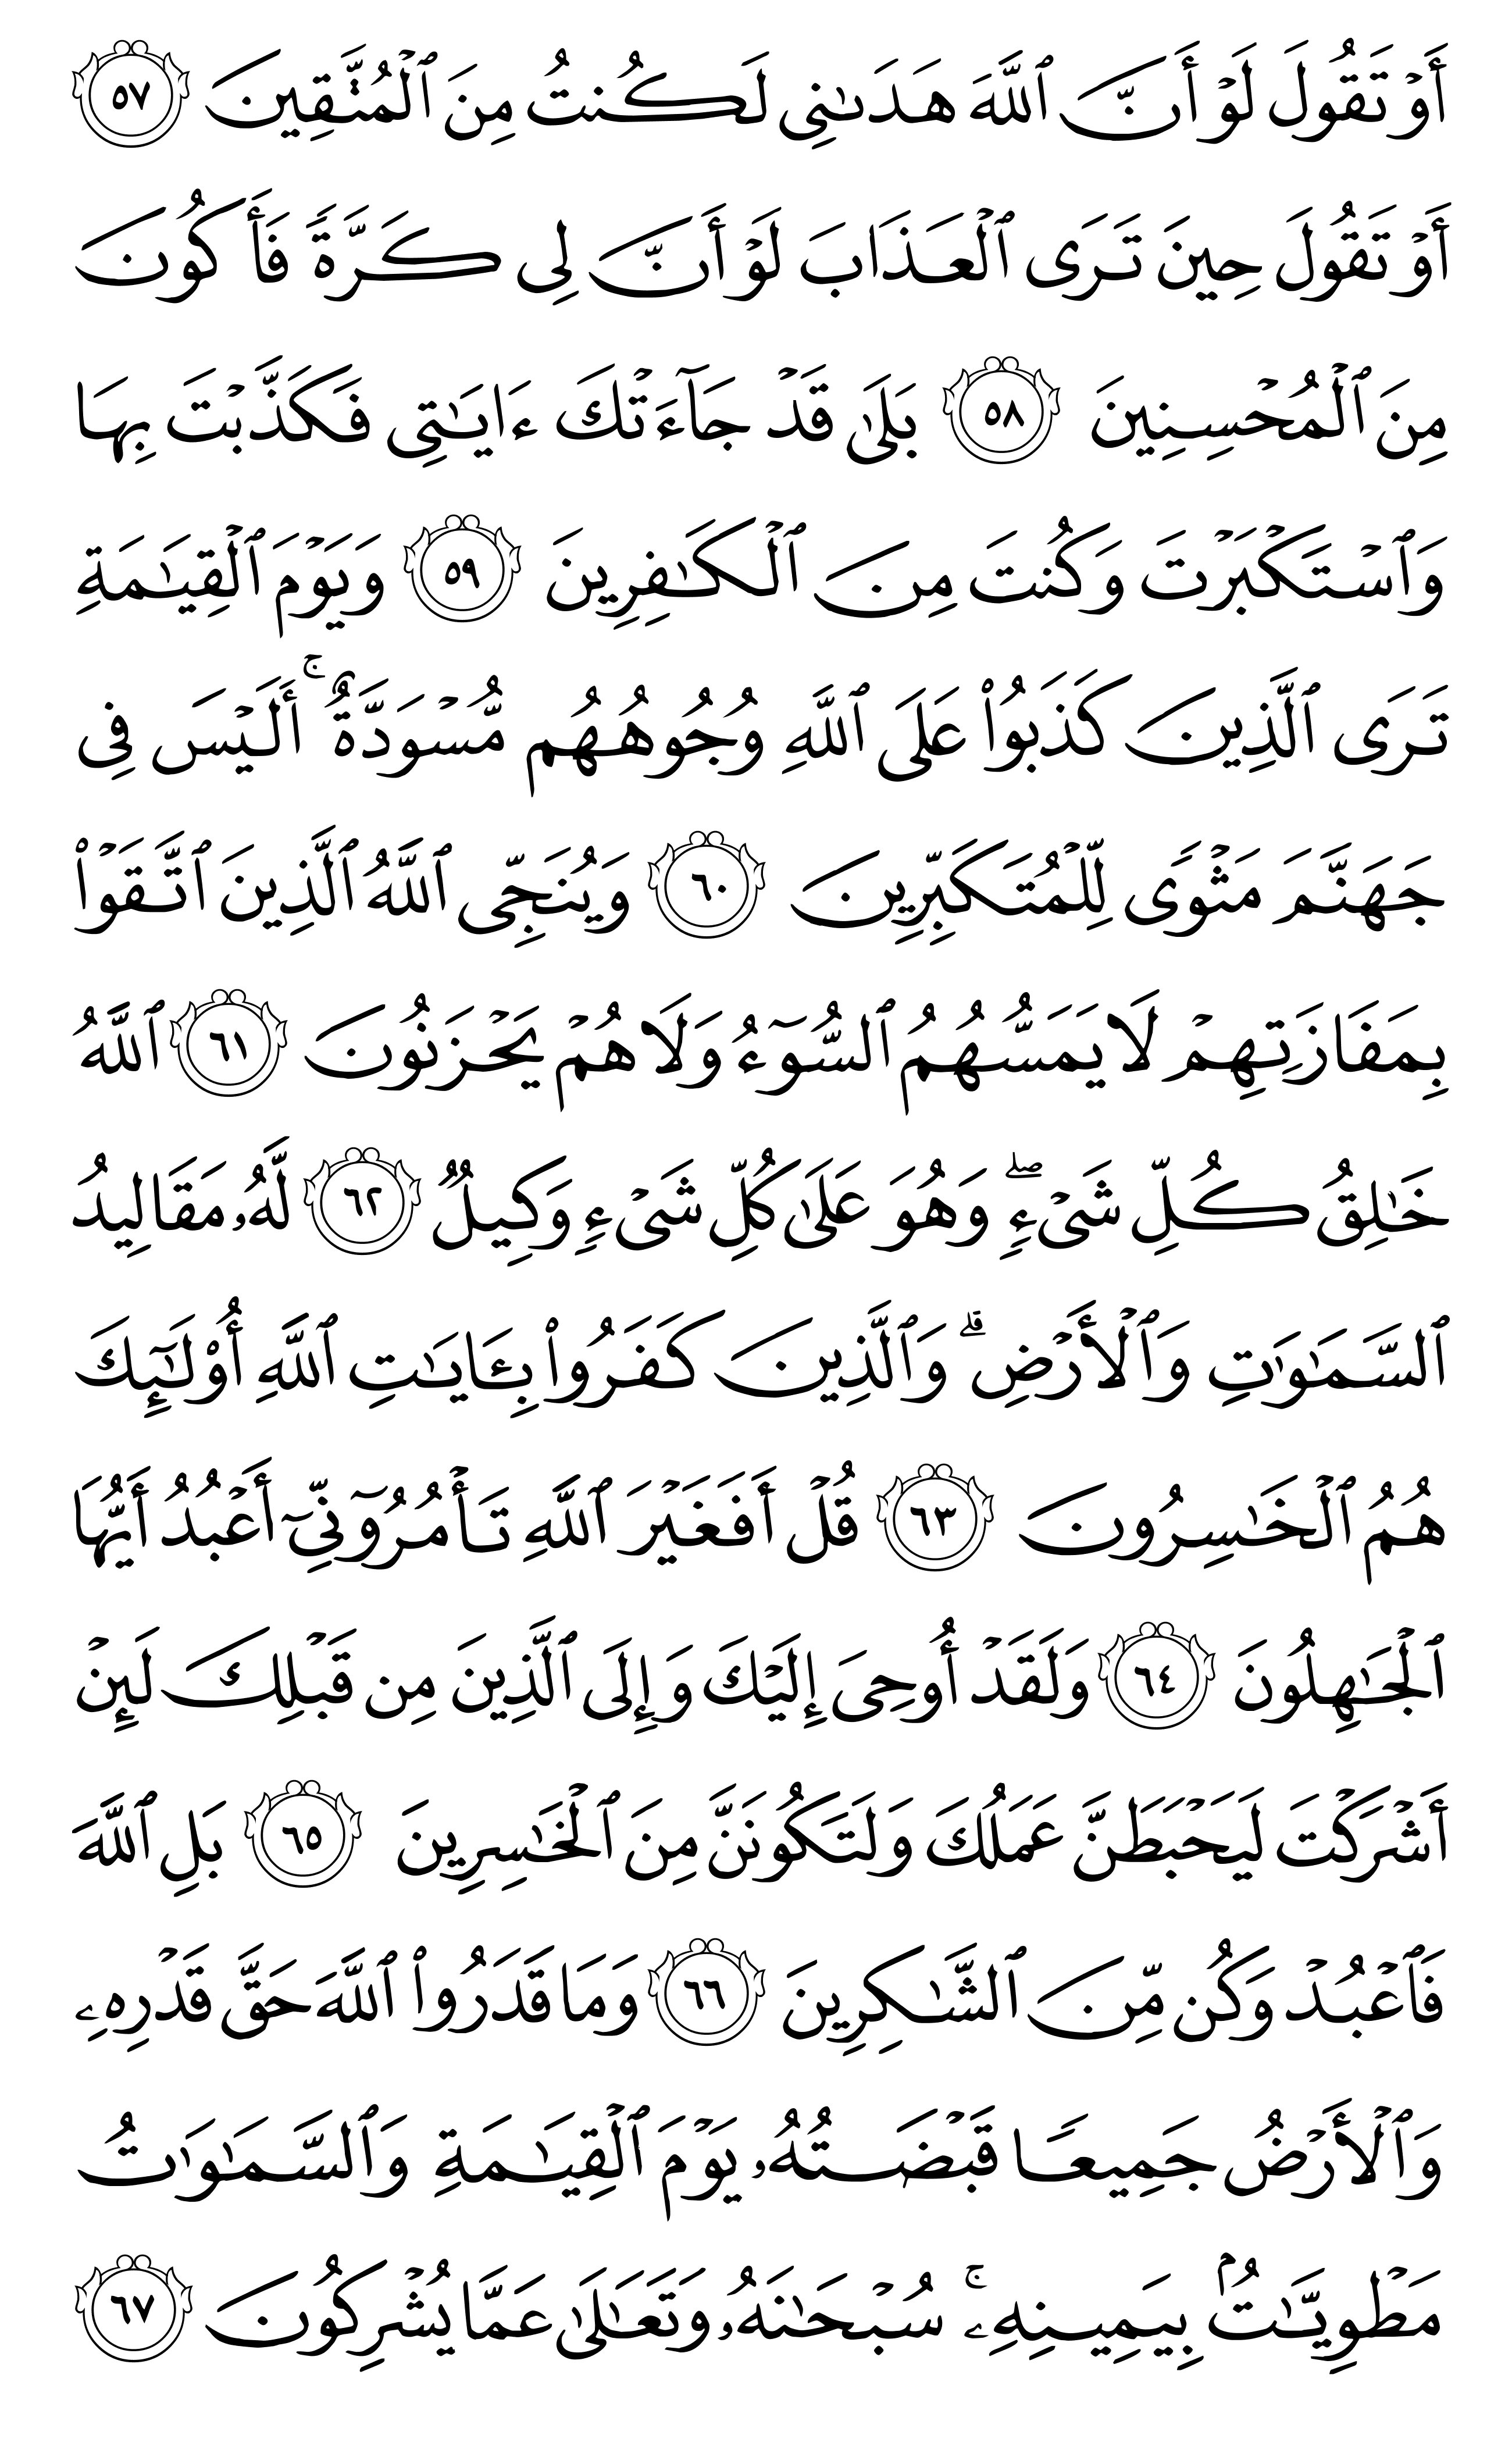 أَوۡ تَقُولَ لَوۡ أَنَّ ٱللَّهَ هَدَىٰنِي لَكُنتُ مِنَ ٱلۡمُتَّقِينَ ٥٧
أَوۡ تَقُولَ حِينَ تَرَى ٱلۡعَذَابَ لَوۡ أَنَّ لِي كَرَّةٗ فَأَكُونَ
مِنَ ٱلۡمُحۡسِنِينَ ٥٨ بَلَىٰ قَدۡ جَآءَتۡكَ ءَايَٰتِي فَكَذَّبۡتَ بِهَا
وَٱسۡتَكۡبَرۡتَ وَكُنتَ مِنَ ٱلۡكَٰفِرِينَ ٥٩ وَيَوۡمَ ٱلۡقِيَٰمَةِ
تَرَى ٱلَّذِينَ كَذَبُواْ عَلَى ٱللَّهِ وُجُوهُهُم مُّسۡوَدَّةٌۚ أَلَيۡسَ فِي
جَهَنَّمَ مَثۡوٗى لِّلۡمُتَكَبِّرِينَ ٦٠ وَيُنَجِّي ٱللَّهُ ٱلَّذِينَ ٱتَّقَوۡاْ
بِمَفَازَتِهِمۡ لَا يَمَسُّهُمُ ٱلسُّوٓءُ وَلَا هُمۡ يَحۡزَنُونَ ٦١ ٱللَّهُ
خَٰلِقُ كُلِّ شَيۡءٖۖ وَهُوَ عَلَىٰ كُلِّ شَيۡءٖ وَكِيلٞ ٦٢ لَّهُۥ مَقَالِيدُ
ٱلسَّمَٰوَٰتِ وَٱلۡأَرۡضِۗ وَٱلَّذِينَ كَفَرُواْ بِـَٔايَٰتِ ٱللَّهِ أُوْلَٰٓئِكَ
هُمُ ٱلۡخَٰسِرُونَ ٦٣ قُلۡ أَفَغَيۡرَ ٱللَّهِ تَأۡمُرُوٓنِّيٓ أَعۡبُدُ أَيُّهَا
ٱلۡجَٰهِلُونَ ٦٤ وَلَقَدۡ أُوحِيَ إِلَيۡكَ وَإِلَى ٱلَّذِينَ مِن قَبۡلِكَ لَئِنۡ
أَشۡرَكۡتَ لَيَحۡبَطَنَّ عَمَلُكَ وَلَتَكُونَنَّ مِنَ ٱلۡخَٰسِرِينَ ٦٥ بَلِ ٱللَّهَ
فَٱعۡبُدۡ وَكُن مِّنَ ٱلشَّٰكِرِينَ ٦٦ وَمَا قَدَرُواْ ٱللَّهَ حَقَّ قَدۡرِهِۦ
وَٱلۡأَرۡضُ جَمِيعٗا قَبۡضَتُهُۥ يَوۡمَ ٱلۡقِيَٰمَةِ وَٱلسَّمَٰوَٰتُ
مَطۡوِيَّٰتُۢ بِيَمِينِهِۦۚ سُبۡحَٰنَهُۥ وَتَعَٰلَىٰ عَمَّا يُشۡرِكُونَ ٦٧